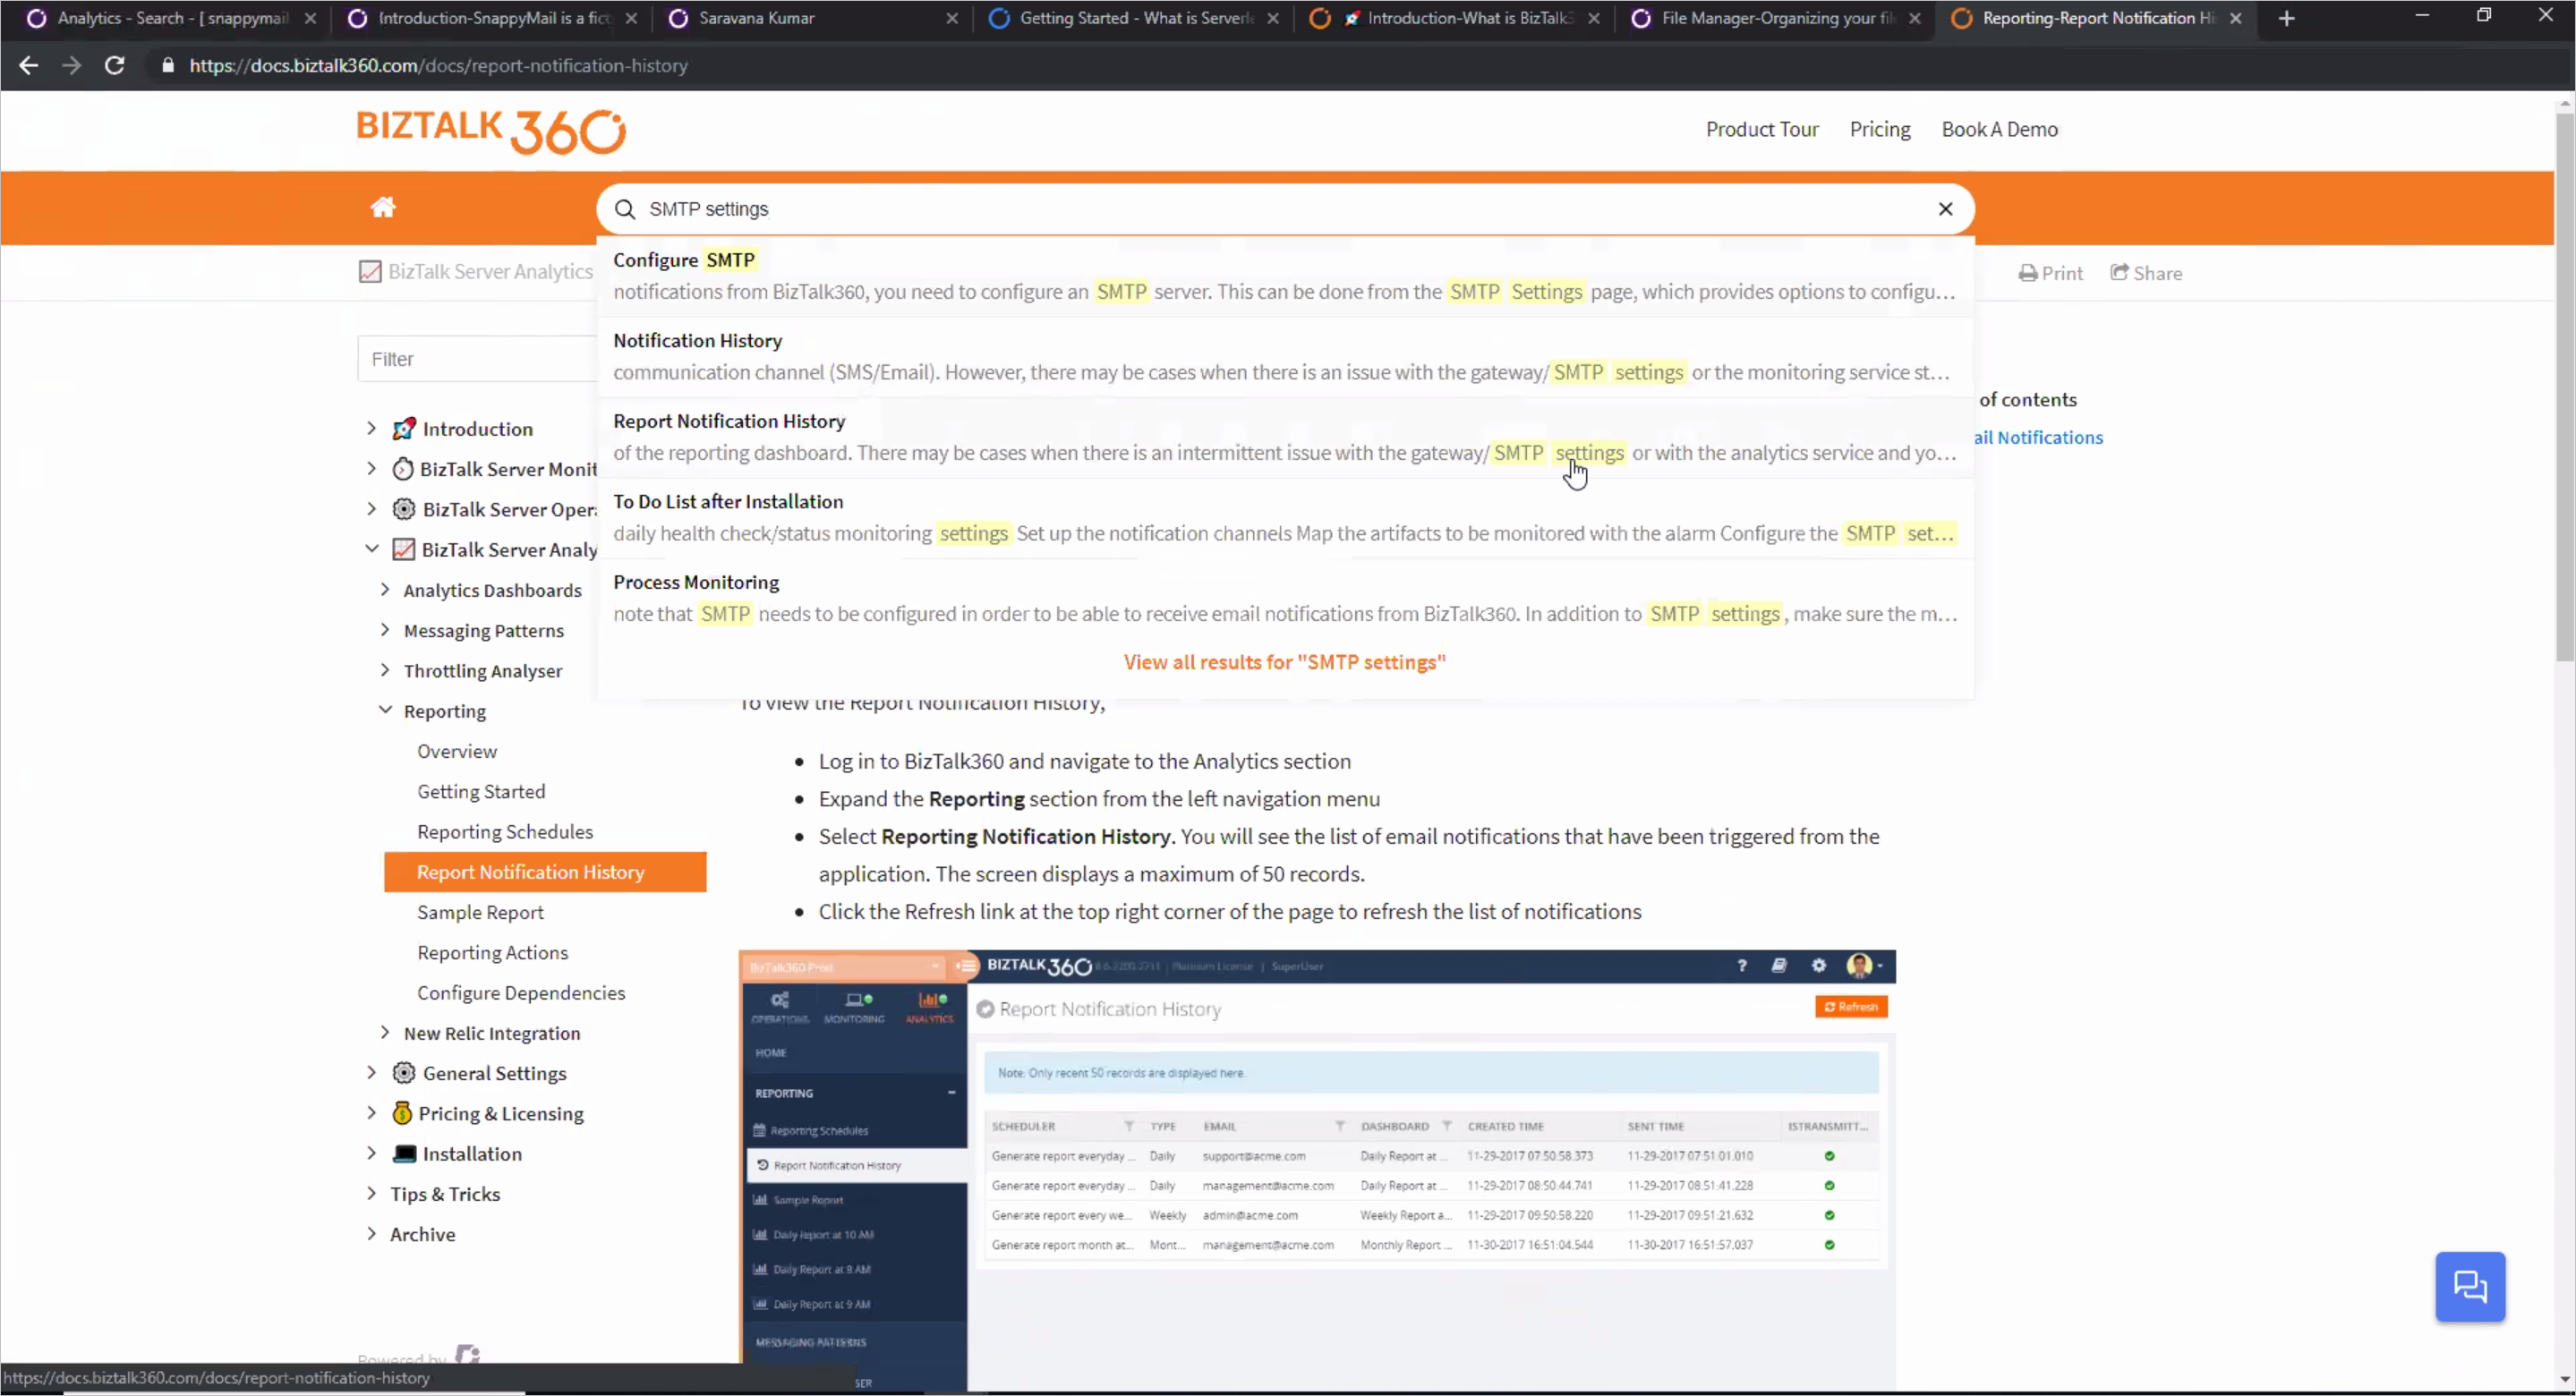 Analytics - Search - [ snappymail
Introduction-SnappyMail is a fict
Saravana Kumar
Getting Started - What is Serverle
Introduction-What is BizTalk3
File Manager-Organizing your fil
Reporting-Report Notification Hi
https://docs.biztalk360.com/docs/report-notification-history
BIZTALK 360
Product Tour
Pricing
Book A Demo
SMTP settings
BizTalk Server Analytics
Print
Share
Configure SMTP
notifications from BizTalk360, you need to configure an SMTP server. This can be done from the SMTP Settings page, which provides options to configu...
Notification History
communication channel (SMS/Email). However, there may be cases when there is an issue with the gateway/ SMTP settings or the monitoring service st...
Report Notification History
of the reporting dashboard. There may be cases when there is an intermittent issue with the gateway/ SMTP settings or with the analytics service and yo...
To Do List after Installation
daily health check/status monitoring settings Set up the notification channels Map the artifacts to be monitored with the alarm Configure the SMTP set...
Process Monitoring
note that SMTP needs to be configured in order to be able to receive email notifications from BizTalk360. In addition to SMTP settings , make sure the m...
View all results for "SMTP settings"
of contents
ail Notifications
Filter
Introduction
BizTalk Server Monit
BizTalk Server Oper
BizTalk Server Analy
Analytics Dashboards
Messaging Patterns
Throttling Analyser
Reporting
Overview
Getting Started
Reporting Schedules
Report Notification History
Sample Report
Reporting Actions
Configure Dependencies
New Relic Integration
General Settings
Pricing & Licensing
Installation
Tips & Tricks
Archive
Powered by
To view the Report Notification History,
• Log in to BizTalk360 and navigate to the Analytics section
• Expand the Reporting section from the left navigation menu
• Select Reporting Notification History. You will see the list of email notifications that have been triggered from the
application. The screen displays a maximum of 50 records.
• Click the Refresh link at the top right corner of the page to refresh the list of notifications
BizTalk360 Prod
BIZTALK 360
Platinum License | SuperUser
OPERATIONS MONITORING ANALYTICS
HOME
REPORTING
Reporting Schedules
Report Notification History
Sample Report
Daily Report at 10 AM
Daily Report at 8 AM
Daily Report at 9 AM
MESSAGING PATTERNS
SER
Report Notification History
Refresh
Note: Only recent 50 records are displayed here.
SCHEDULER TYPE EMAIL DASHBOARD CREATED TIME SENT TIME ISTRANSMITT...
Generate report everyday ... Daily support@acme.com Daily Report at ... 11-29-2017 07:50:58.373 11-29-2017 07:51:01.010
Generate report everyday ... Daily management@acme.com Daily Report at ... 11-29-2017 08:50:44.741 11-29-2017 08:51:41.228
Generate report every we... Weekly admin@acme.com Weekly Report a... 11-29-2017 09:50:58.220 11-29-2017 09:51:21.632
Generate report month at... Mont... management@acme.com Monthly Report ... 11-30-2017 16:51:04.544 11-30-2017 16:51:57.037
https://docs.biztalk360.com/docs/report-notification-history